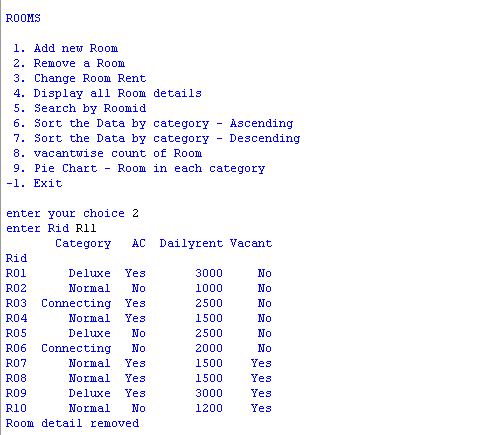 ROOMS
1. Add new Room
2. Remove a Room
3. Change Room Rent
4. Display all Room details
5. Search by Roomid
6. Sort the Data by category - Ascending
7. Sort the Data by category - Descending
8. vacantwise count of Room
9. Pie Chart - Room in each category
-1. Exit
enter your choice 2
enter Rid R11
Category AC Dailyrent Vacant
Rid
R01 Deluxe Yes 3000 No
R02 Normal No 1000 No
R03 Connecting Yes 2500 No
R04 Normal Yes 1500 No
R05 Deluxe No 2500 No
R06 Connecting No 2000 No
R07 Normal Yes 1500 Yes
R08 Normal Yes 1500 Yes
R09 Deluxe Yes 3000 Yes
R10 Normal No 1200 Yes
Room detail removed